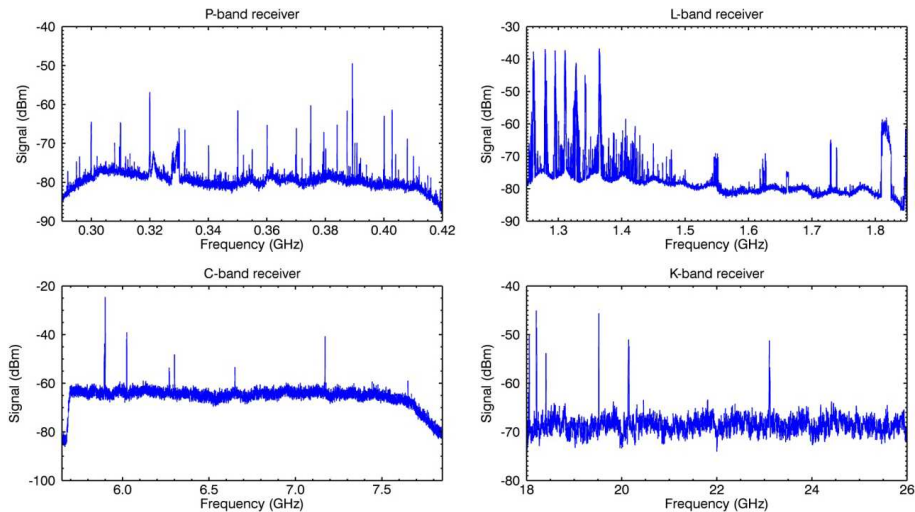 P-band receiver
-40
-50
-60
-70
-80
-90
Signal (dBm)
0.30 0.32 0.34 0.36 0.38 0.40 0.42
Frequency (GHz)
L-band receiver
-30
-40
-50
-60
-70
-80
-90
Signal (dBm)
1.3 1.4 1.5 1.6 1.7 1.8
Frequency (GHz)
C-band receiver
-20
-40
-60
-80
-100
Signal (dBm)
6.0 6.5 7.0 7.5
Frequency (GHz)
K-band receiver
-40
-50
-60
-70
-80
Signal (dBm)
18 20 22 24 26
Frequency (GHz)